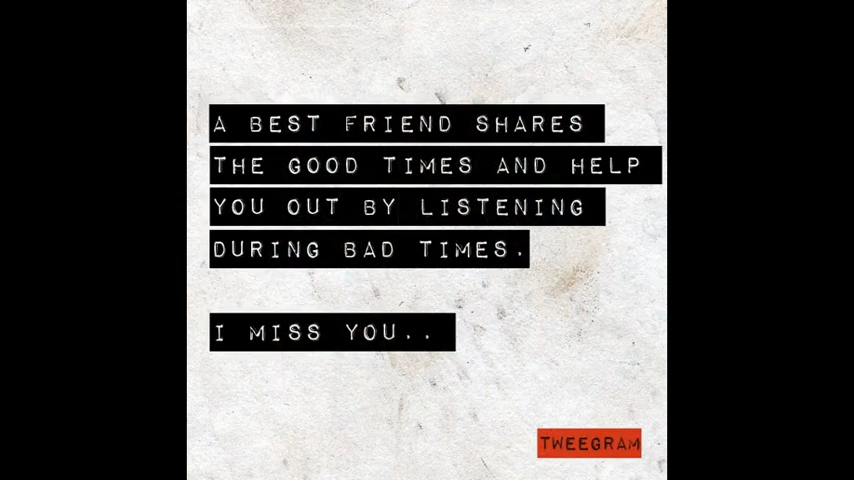 A BEST FRIEND SHARES
THE GOOD TIMES AND HELP
YOU OUT BY LISTENING
DURING BAD TIMES.
I MISS YOU..
TWEEGRAM